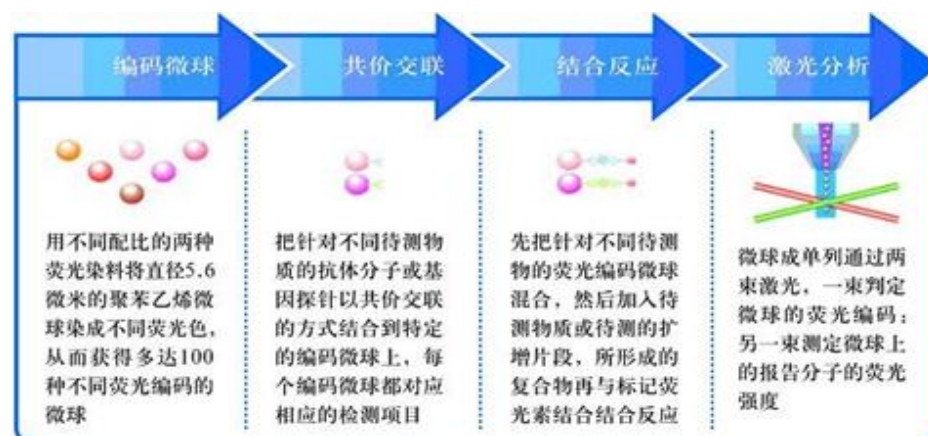 编码微球
共价交联
结合反应
激光分析
用不同配比的两种
荧光染料将直径5.6
微米的聚苯乙烯微
球染成不同荧光色，
从而获得多达100
种不同荧光编码的
微球
把针对不同待测物
质的抗体分子或基
因探针以共价交联
的方式结合到特定
的编码微球上，每
个编码微球都对应
相应的检测项目
先把针对不同待测
物的荧光编码微球
混合，然后加入待
测物质或待测的扩
增片段，所形成的
复合物再与标记荧
光素结合结合反应
微球成单列通过两
束激光，一束判定
微球的荧光编码；
另一束测定微球上
的报告分子的荧光
强度